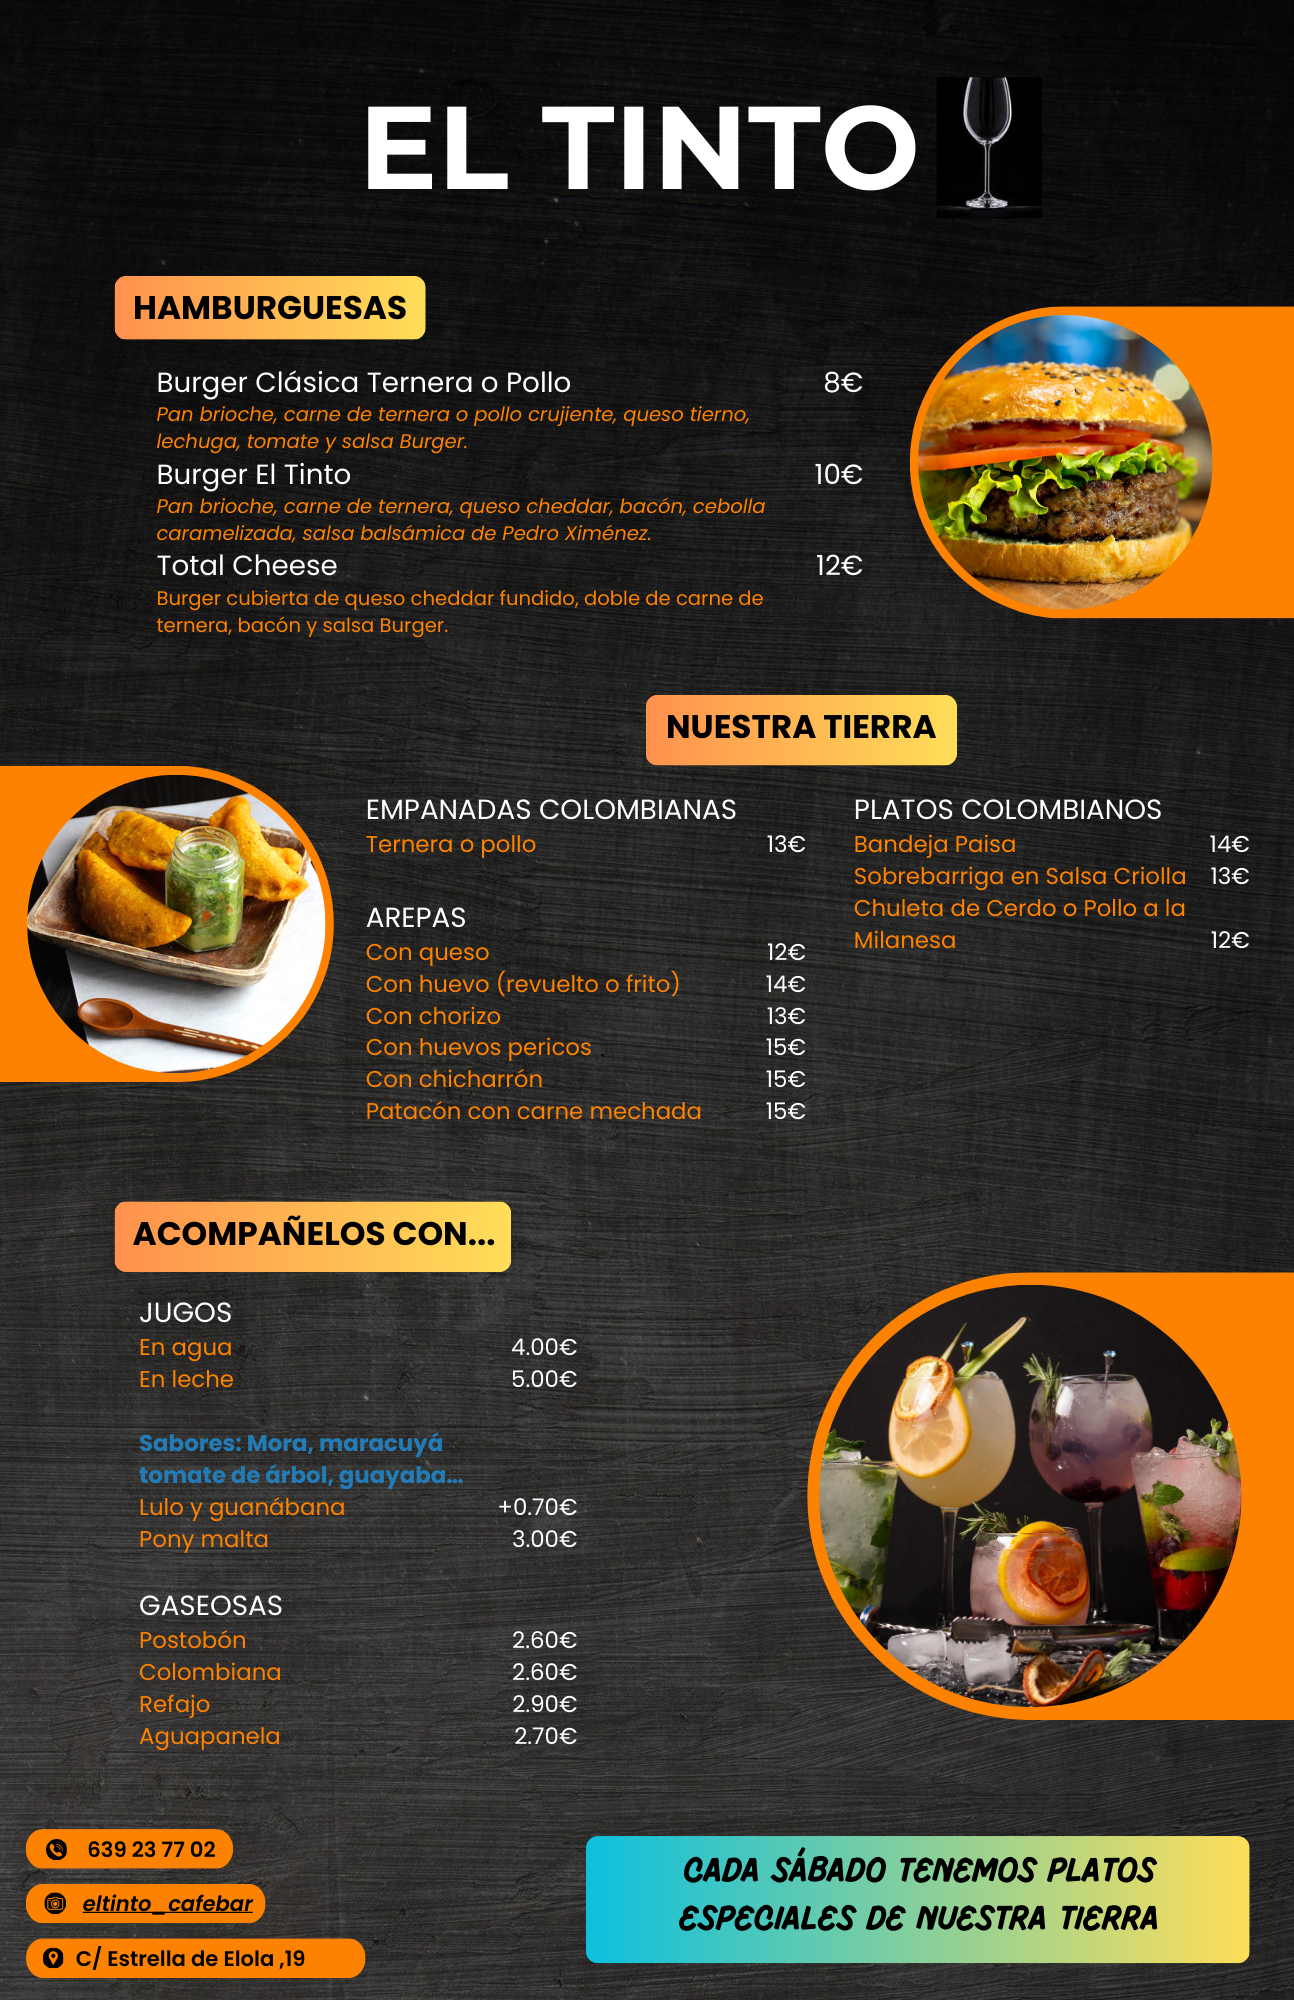 EL TINTO
HAMBURGUESAS
Burger Clásica Ternera o Pollo 8€
Pan brioche, carne de ternera o pollo crujiente, queso tierno,
lechuga, tomate y salsa Burger.
Burger El Tinto 10€
Pan brioche, carne de ternera, queso cheddar, bacón, cebolla
caramelizada, salsa balsámica de Pedro Ximénez.
Total Cheese 12€
Burger cubierta de queso cheddar fundido, doble de carne de
ternera, bacón y salsa Burger.
NUESTRA TIERRA
EMPANADAS COLOMBIANAS
Ternera o pollo 13€
AREPAS
Con queso 12€
Con huevo (revuelto o frito) 14€
Con chorizo 13€
Con huevos pericos 15€
Con chicharrón 15€
Patacón con carne mechada 15€
PLATOS COLOMBIANOS
Bandeja Paisa 14€
Sobrebarriga en Salsa Criolla 13€
Chuleta de Cerdo o Pollo a la
Milanesa 12€
ACOMPAÑELOS CON...
JUGOS
En agua 4.00€
En leche 5.00€
Sabores: Mora, maracuyá
tomate de árbol, guayaba...
Lulo y guanábana +0.70€
Pony malta 3.00€
GASEOSAS
Postobón 2.60€
Colombiana 2.60€
Refajo 2.90€
Aguapanela 2.70€
639 23 77 02
eltinto_cafebar
C/ Estrella de Elola ,19
CADA SÁBADO TENEMOS PLATOS
ESPECIALES DE NUESTRA TIERRA